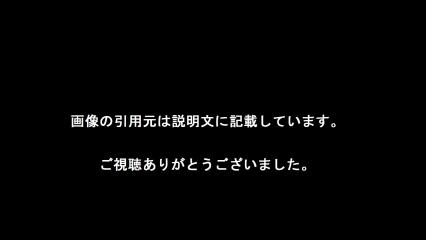 画像の引用元は説明文に記載しています。
ご視聴ありがとうございました。